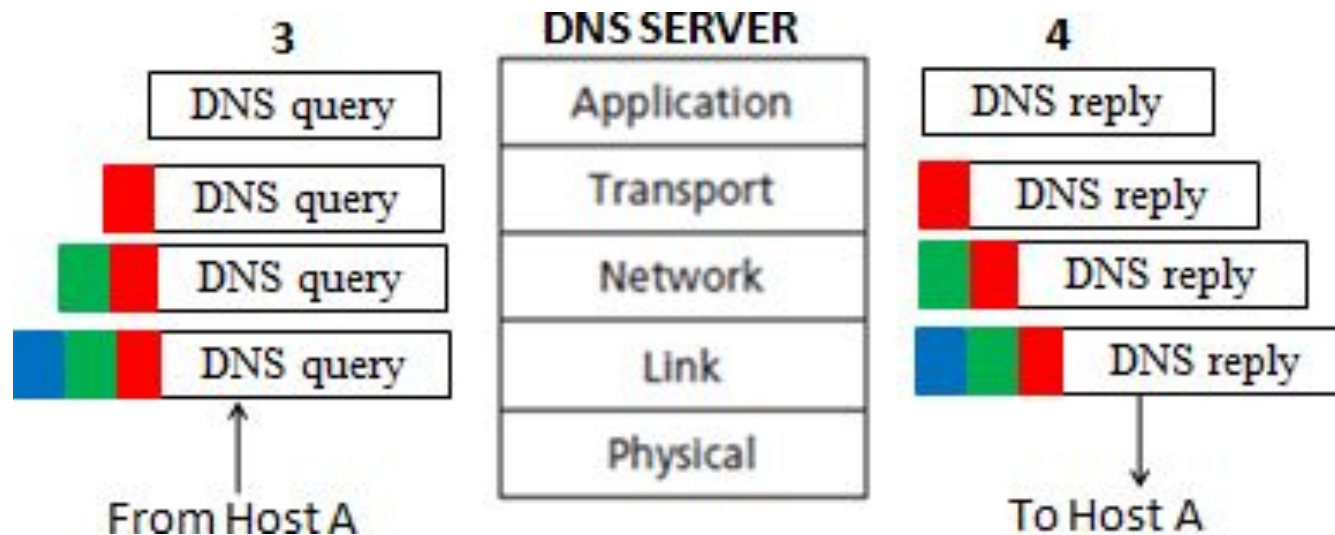 3
DNS query
DNS query
DNS query
DNS query
From Host A
DNS SERVER
Application
Transport
Network
Link
Physical
4
DNS reply
DNS reply
DNS reply
DNS reply
To Host A